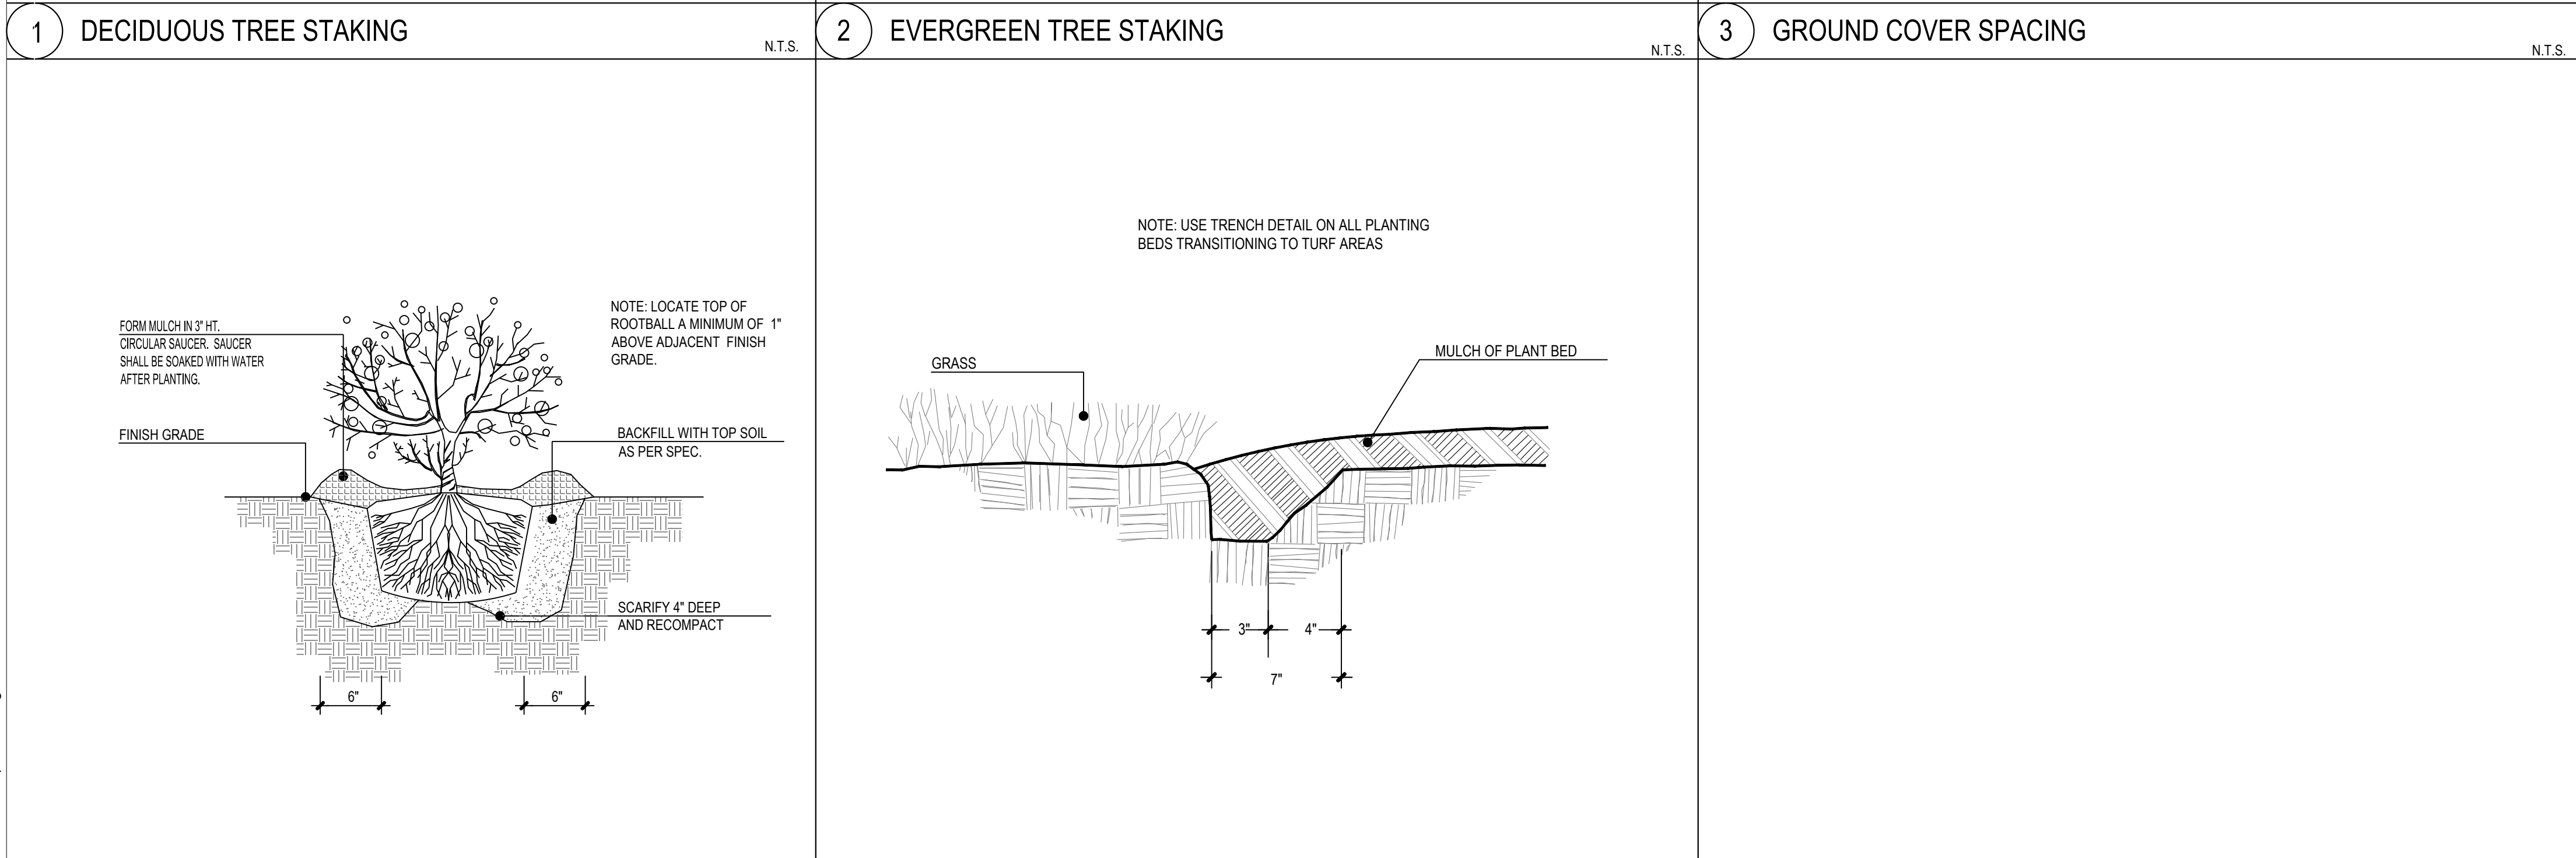 1
DECIDUOUS TREE STAKING
N.T.S.
2
EVERGREEN TREE STAKING
N.T.S.
3
GROUND COVER SPACING
N.T.S.
FORM MULCH IN 3" HT.
CIRCULAR SAUCER. SAUCER
SHALL BE SOAKED WITH WATER
AFTER PLANTING.
FINISH GRADE
NOTE: LOCATE TOP OF
ROOTBALL A MINIMUM OF 1"
ABOVE ADJACENT FINISH
GRADE.
BACKFILL WITH TOP SOIL
AS PER SPEC.
SCARIFY 4" DEEP
AND RECOMPACT
6"
6"
NOTE: USE TRENCH DETAIL ON ALL PLANTING
BEDS TRANSITIONING TO TURF AREAS
GRASS
MULCH OF PLANT BED
3"
4"
7"